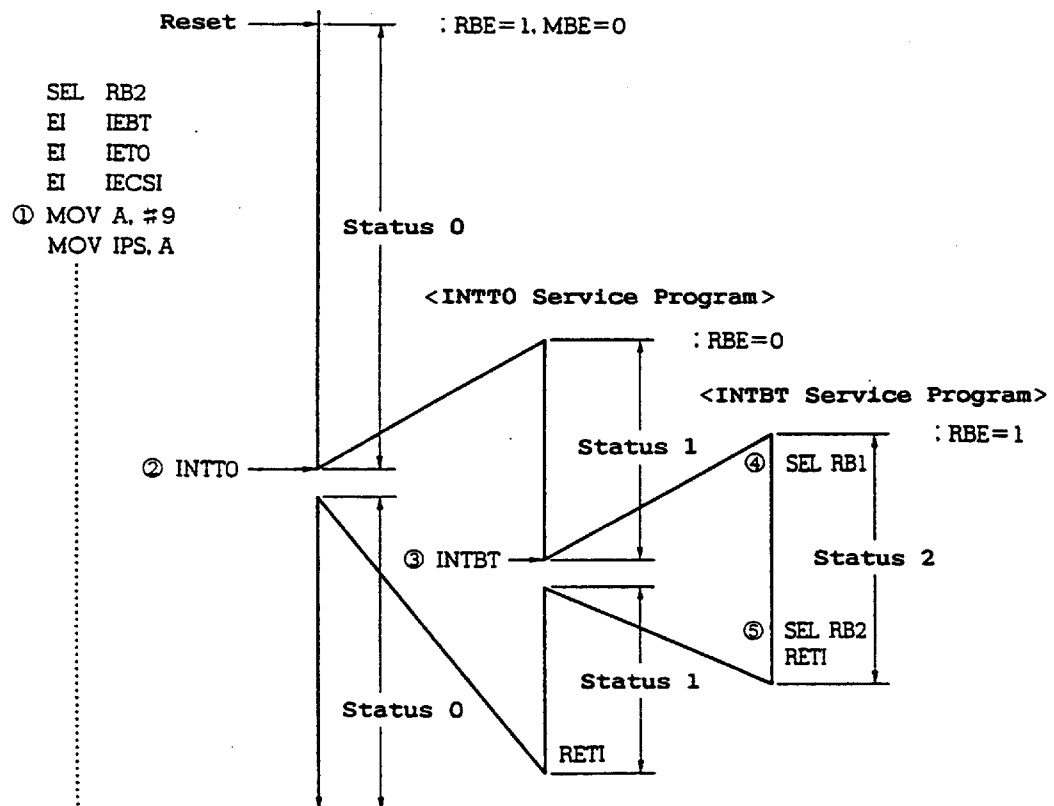 Reset
: RBE=1, MBE=0
SEL RB2
EI IEBT
EI IET0
EI IECSI
① MOV A, #9
MOV IPS, A
Status 0
<INTT0 Service Program>
: RBE=0
<INTBT Service Program>
: RBE=1
Status 1
④ SEL RB1
② INTT0
③ INTBT
Status 2
⑤ SEL RB2
RETI
Status 1
Status 0
RETI